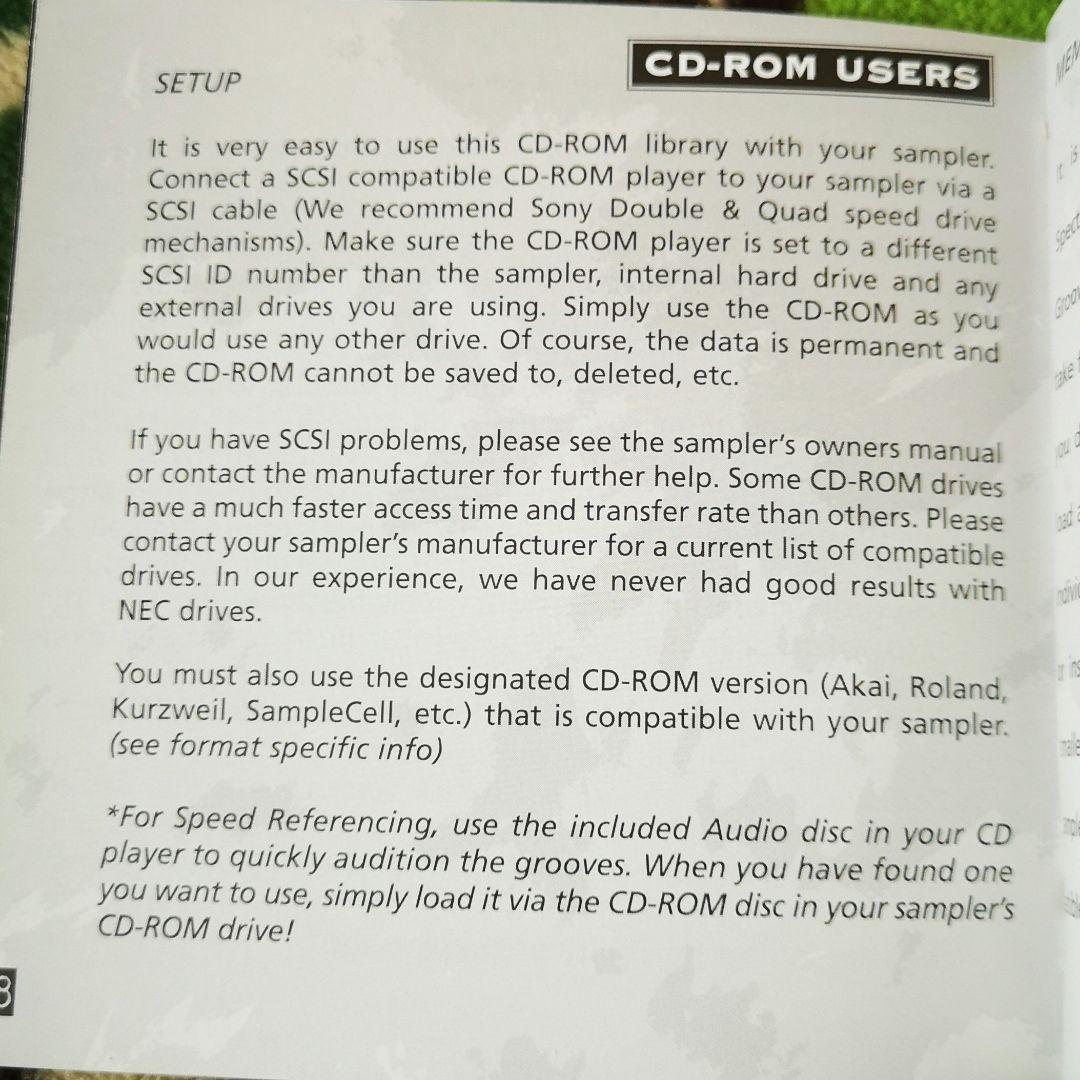 CD-ROM USERS
SETUP
It is very easy to use this CD-ROM library with your sampler.
Connect a SCSI compatible CD-ROM player to your sampler via a
SCSI cable (We recommend Sony Double & Quad speed drive
mechanisms). Make sure the CD-ROM player is set to a different
SCSI ID number than the sampler, internal hard drive and any
external drives you are using. Simply use the CD-ROM as you
would use any other drive. Of course, the data is permanent and
the CD-ROM cannot be saved to, deleted, etc.
If you have SCSI problems, please see the sampler's owners manual
or contact the manufacturer for further help. Some CD-ROM drives
have a much faster access time and transfer rate than others. Please
contact your sampler's manufacturer for a current list of compatible
drives. In our experience, we have never had good results with
NEC drives.
You must also use the designated CD-ROM version (Akai, Roland,
Kurzweil, SampleCell, etc.) that is compatible with your sampler.
(see format specific info)
*For Speed Referencing, use the included Audio disc in your CD
player to quickly audition the grooves. When you have found one
you want to use, simply load it via the CD-ROM disc in your sampler's
CD-ROM drive!